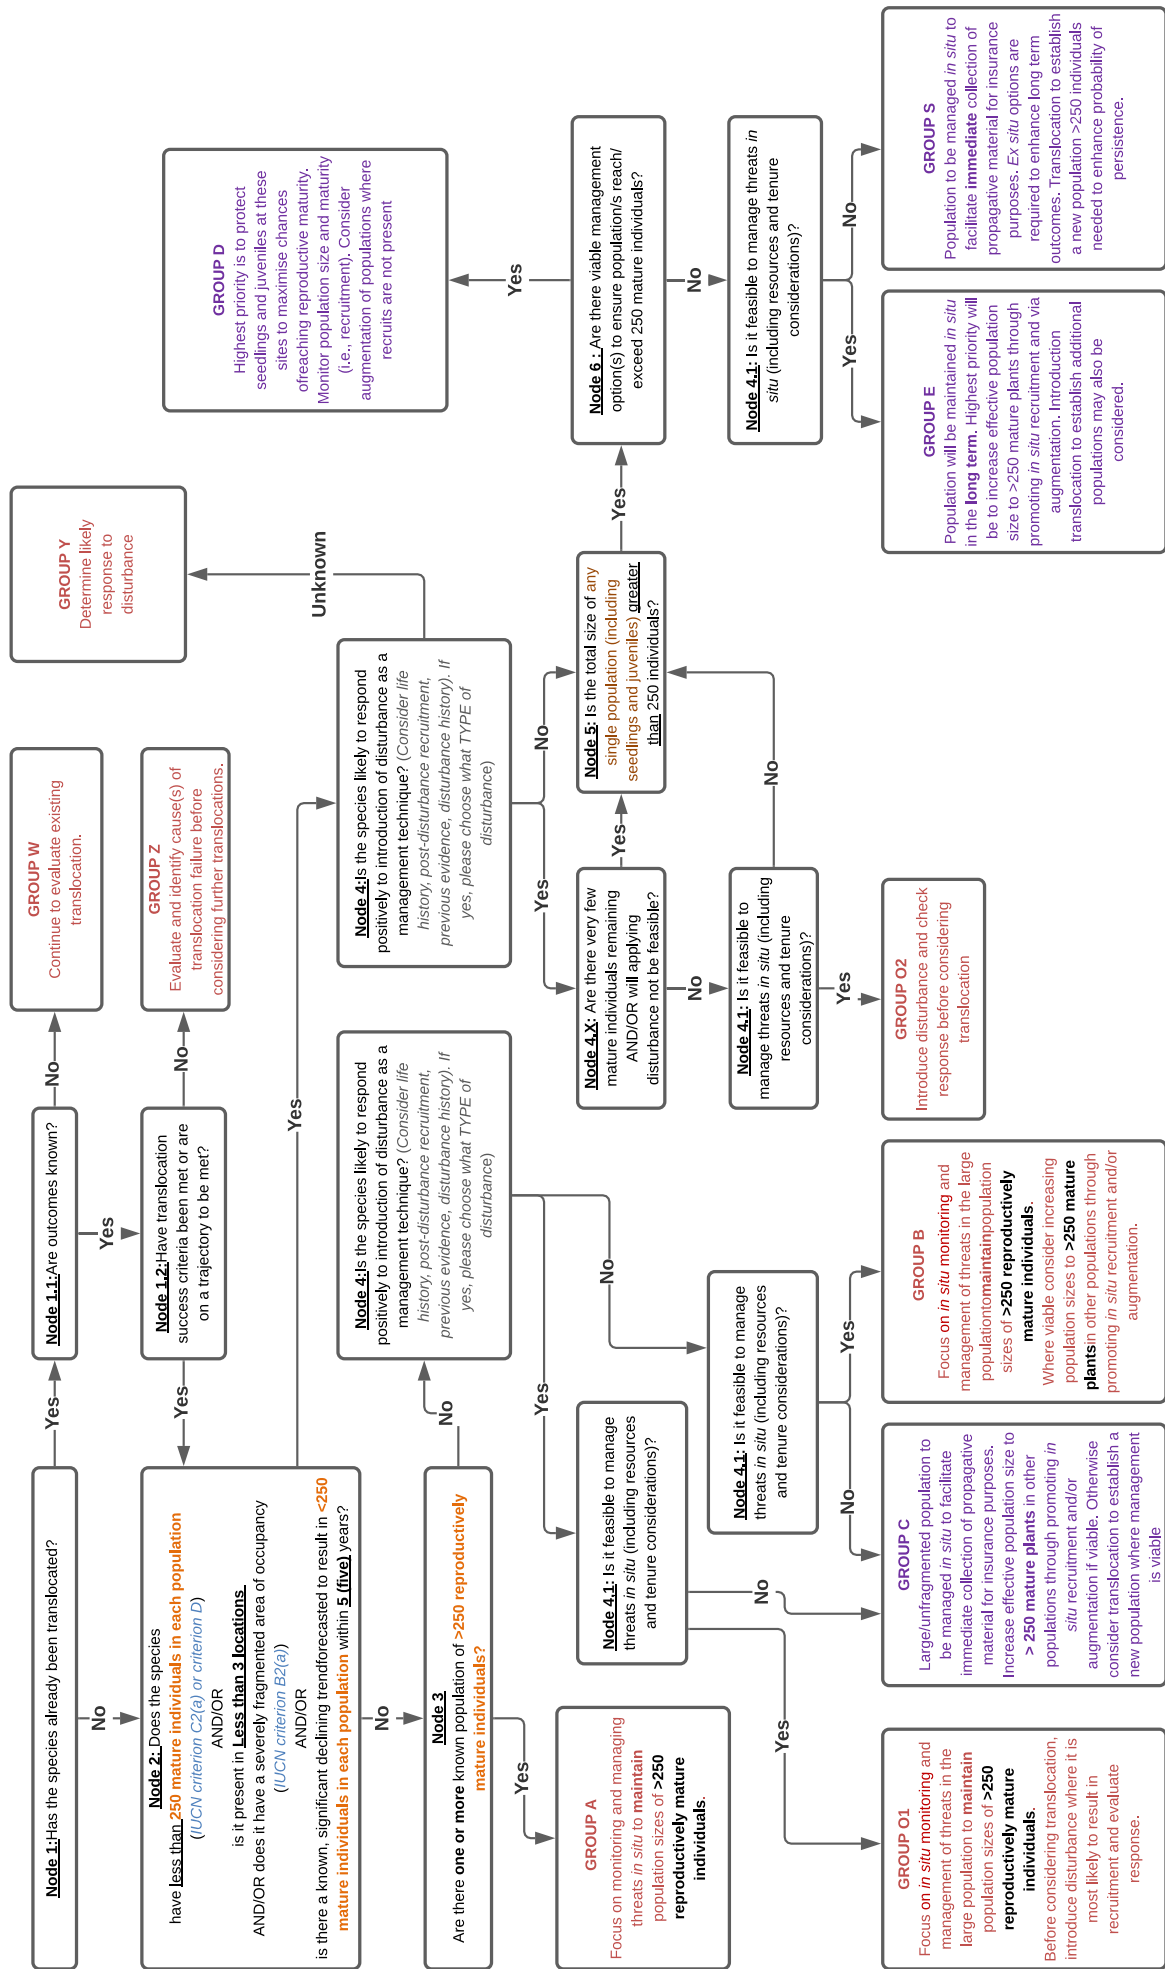 Node 1:Has the species already been translocated?
Yes
Node 1.1:Are outcomes known?
No
GROUP W
Continue to evaluate existing
translocation.
No
Yes
Node 2: Does the species
have less than 250 mature individuals in each population
(IUCN criterion C2(a) or criterion D)
AND/OR
is it present in Less than 3 locations
AND/OR does it have a severely fragmented area of occupancy
(IUCN criterion B2(a))
AND/OR
is there a known, significant declining trendforecasted to result in <250
mature individuals in each population within 5 (five) years?
Yes
Node 1.2:Have translocation
success criteria been met or are
on a trajectory to be met?
No
GROUP Z
Evaluate and identify cause(s) of
translocation failure before
considering further translocations.
GROUP Y
Determine likely
response to
disturbance
Unknown
Yes
No
Node 3
Are there one or more known population of >250 reproductively
mature individuals?
No
Node 4:Is the species likely to respond
positively to introduction of disturbance as a
management technique? (Consider life
history, post-disturbance recruitment,
previous evidence, disturbance history). If
yes, please choose what TYPE of
disturbance)
Node 4:Is the species likely to respond
positively to introduction of disturbance as a
management technique? (Consider life
history, post-disturbance recruitment,
previous evidence, disturbance history). If
yes, please choose what TYPE of
disturbance)
GROUP D
Highest priority is to protect
seedlings and juveniles at these
sites to maximise chances
ofreaching reproductive maturity.
Monitor population size and maturity
(i.e., recruitment). Consider
augmentation of populations where
recruits are not present
Yes
Yes
Yes
No
Yes
No
GROUP A
Focus on monitoring and managing
threats in situ to maintain
population sizes of >250
reproductively mature
individuals.
Node 4.1: Is it feasible to manage
threats in situ (including resources
and tenure considerations)?
Node 4.X: Are there very few
mature individuals remaining
AND/OR will applying
disturbance not be feasible?
Yes
Node 5: Is the total size of any
single population (including
seedlings and juveniles) greater
than 250 individuals?
Yes
Node 6 : Are there viable management
option(s) to ensure population/s reach/
exceed 250 mature individuals?
No
No
No
Node 4.1: Is it feasible to manage
threats in situ (including resources
and tenure considerations)?
Node 4.1: Is it feasible to
manage threats in situ (including
resources and tenure
considerations)?
No
Node 4.1: Is it feasible to manage threats in
situ (including resources and tenure
considerations)?
Yes
No
No
Yes
Yes
Yes
No
GROUP O1
Focus on in situ monitoring and
management of threats in the
large population to maintain
population sizes of >250
reproductively mature
individuals.
Before considering translocation,
introduce disturbance where it is
most likely to result in
recruitment and evaluate
response.
GROUP C
Large/unfragmented population to
be managed in situ to facilitate
immediate collection of propagative
material for insurance purposes.
Increase effective population size to
> 250 mature plants in other
populations through promoting in
situ recruitment and/or
augmentation if viable. Otherwise
consider translocation to establish a
new population where management
is viable
GROUP B
Focus on in situ monitoring and
management of threats in the large
populationtomaintainpopulation
sizes of >250 reproductively
mature individuals.
Where viable consider increasing
population sizes to >250 mature
plantsin other populations through
promoting in situ recruitment and/or
augmentation.
GROUP O2
Introduce disturbance and check
response before considering
translocation
GROUP E
Population will be maintained in situ
in the long term. Highest priority will
be to increase effective population
size to >250 mature plants through
promoting in situ recruitment and via
augmentation. Introduction
translocation to establish additional
populations may also be
considered.
GROUP S
Population to be managed in situ to
facilitate immediate collection of
propagative material for insurance
purposes. Ex situ options are
required to enhance long term
outcomes. Translocation to establish
a new population >250 individuals
needed to enhance probability of
persistence.